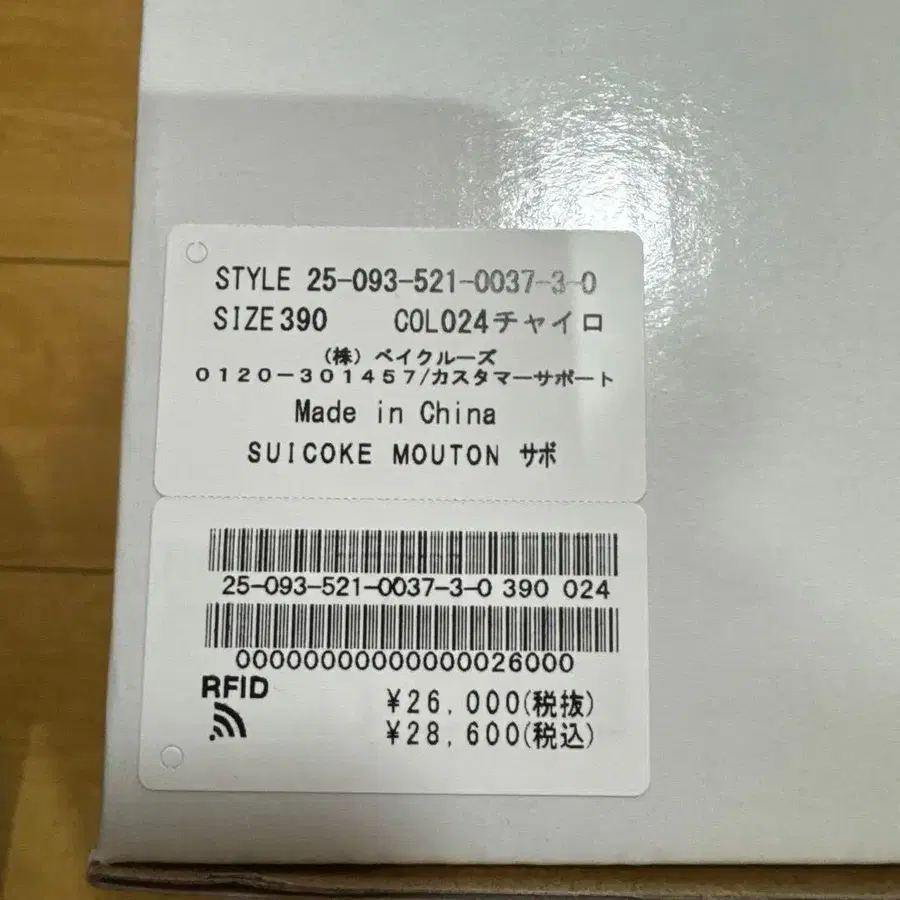 STYLE 25-093-521-0037-3-0
SIZE390 COL024チャイロ
(株) ベイクルーズ
0120-301457/カスタマーサポート
Made in China
SUICOKE MOUTON サボ
25-093-521-0037-3-0 390 024
00000000000000026000
RFID
¥26,000(税抜)
¥28,600(税込)